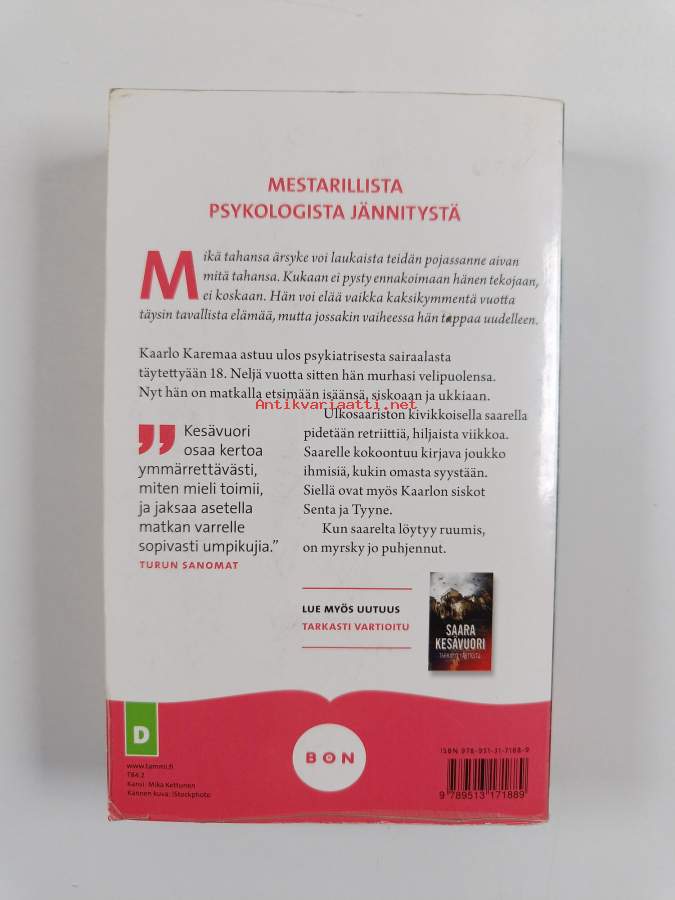 MESTARILLISTA
PSYKOLOGISTA JÄNNITYSTÄ
Mikä tahansa ärsyke voi laukaista teidän pojassanne aivan
mitä tahansa. Kukaan ei pysty ennakoimaan hänen tekojaan,
ei koskaan. Hän voi elää vaikka kaksikymmentä vuotta
täysin tavallista elämää, mutta jossakin vaiheessa hän tappaa uudelleen.
Kaarlo Karemaa astuu ulos psykiatrisesta sairaalasta
täytettyään 18. Neljä vuotta sitten hän murhasi velipuolensa.
Nyt hän on matkalla etsimään isäänsä, siskoaan ja ukkiaan.
Antikvariaatti.net
Ulkosaariston kivikkoisella saarella
pidetään retriittiä, hiljaista viikkoa.
Saarelle kokoontuu kirjava joukko
ihmisiä, kukin omasta syystään.
Siellä ovat myös Kaarlon siskot
Senta ja Tyyne.
Kun saarelta löytyy ruumis,
on myrsky jo puhjennut.
” Kesävuori
osaa kertoa
ymmärrettävästi,
miten mieli toimii,
ja jaksaa asetella
matkan varrelle
sopivasti umpikujia.”
TURUN SANOMAT
LUE MYÖS UUTUUS
TARKASTI VARTIOITU
SAARA
KESÄVUORI
TARKASTI VARTIOITU
D
BON
www.tammi.fi
T84.2
Kansi: Mika Kettunen
Kannen kuva: iStockphoto
ISBN 978-951-31-7188-9
9 789513 171889